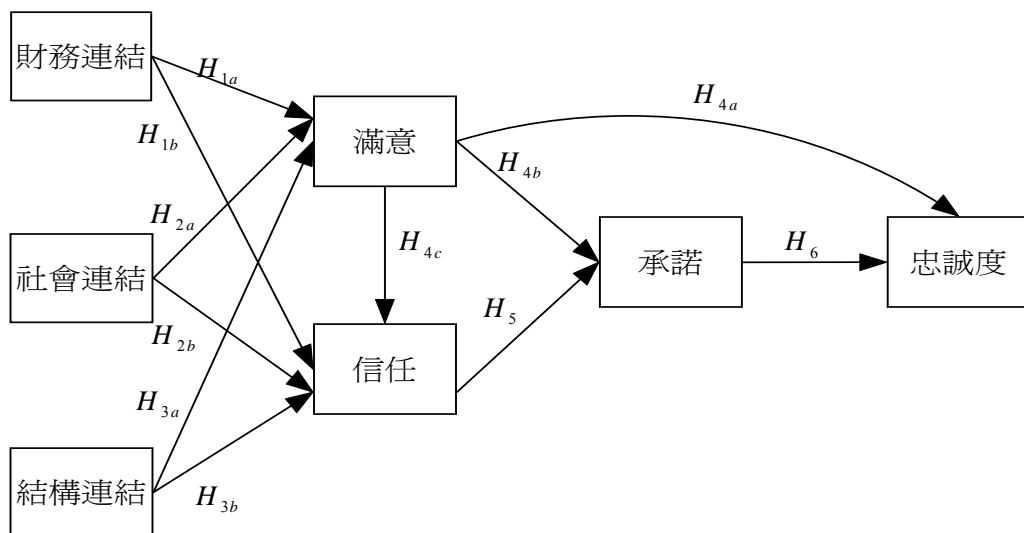 財務連結
H1a
H1b
滿意
H4a
H4b
H2a
社會連結
H4c
承諾
H6
忠誠度
H2b
信任
H5
H3a
結構連結
H3b